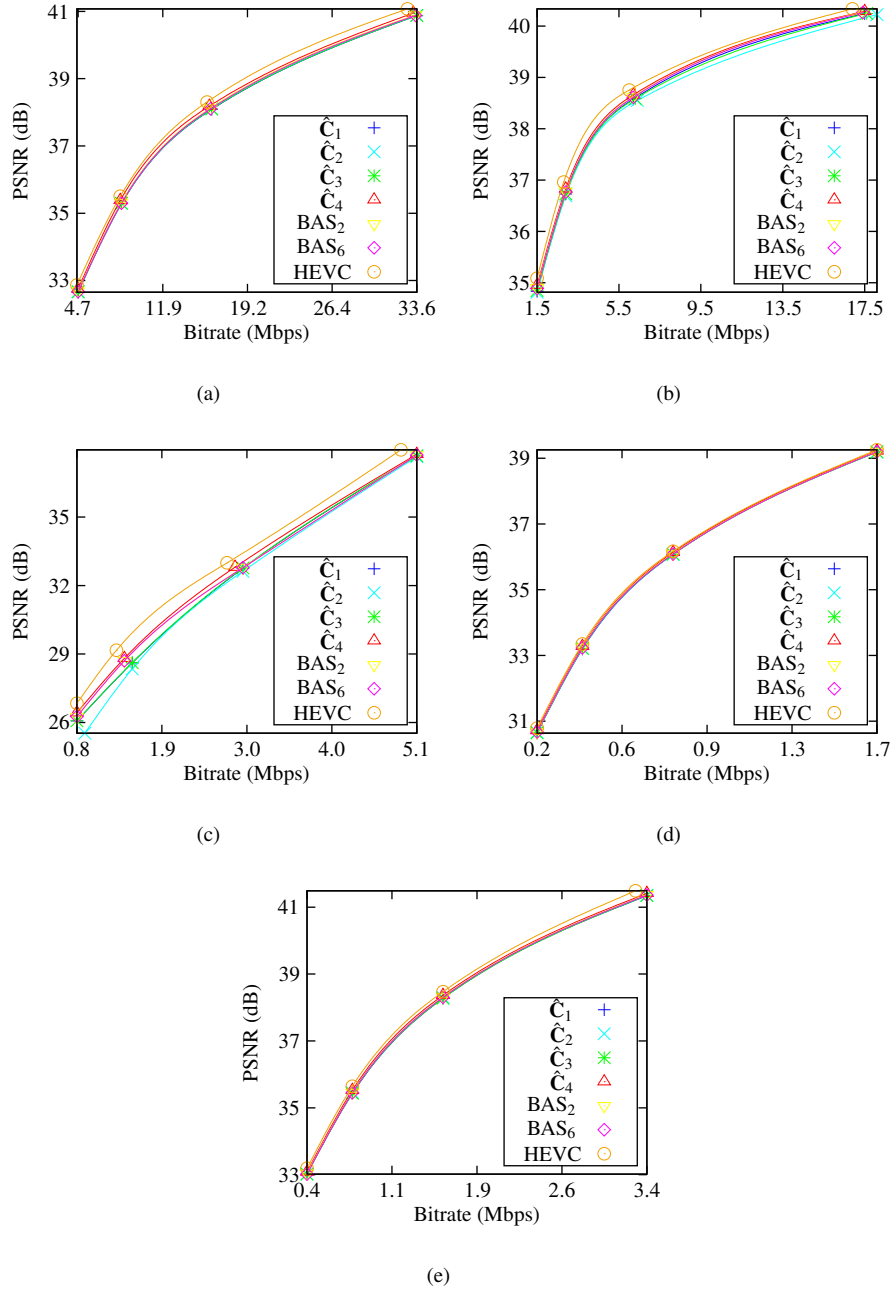 41
39
37
35
33
PSNR (dB)
4.7 11.9 19.2 26.4 33.6
Bitrate (Mbps)
Ĉ1
Ĉ2
Ĉ3
Ĉ4
BAS2
BAS6
HEVC
(a)
40
38
37
35
PSNR (dB)
1.5 5.5 9.5 13.5 17.5
Bitrate (Mbps)
Ĉ1
Ĉ2
Ĉ3
Ĉ4
BAS2
BAS6
HEVC
(b)
35
32
29
26
PSNR (dB)
0.8 1.9 3.0 4.0 5.1
Bitrate (Mbps)
Ĉ1
Ĉ2
Ĉ3
Ĉ4
BAS2
BAS6
HEVC
(c)
39
36
33
31
PSNR (dB)
0.2 0.6 0.9 1.3 1.7
Bitrate (Mbps)
Ĉ1
Ĉ2
Ĉ3
Ĉ4
BAS2
BAS6
HEVC
(d)
41
39
37
35
33
PSNR (dB)
0.4 1.1 1.9 2.6 3.4
Bitrate (Mbps)
Ĉ1
Ĉ2
Ĉ3
Ĉ4
BAS2
BAS6
HEVC
(e)